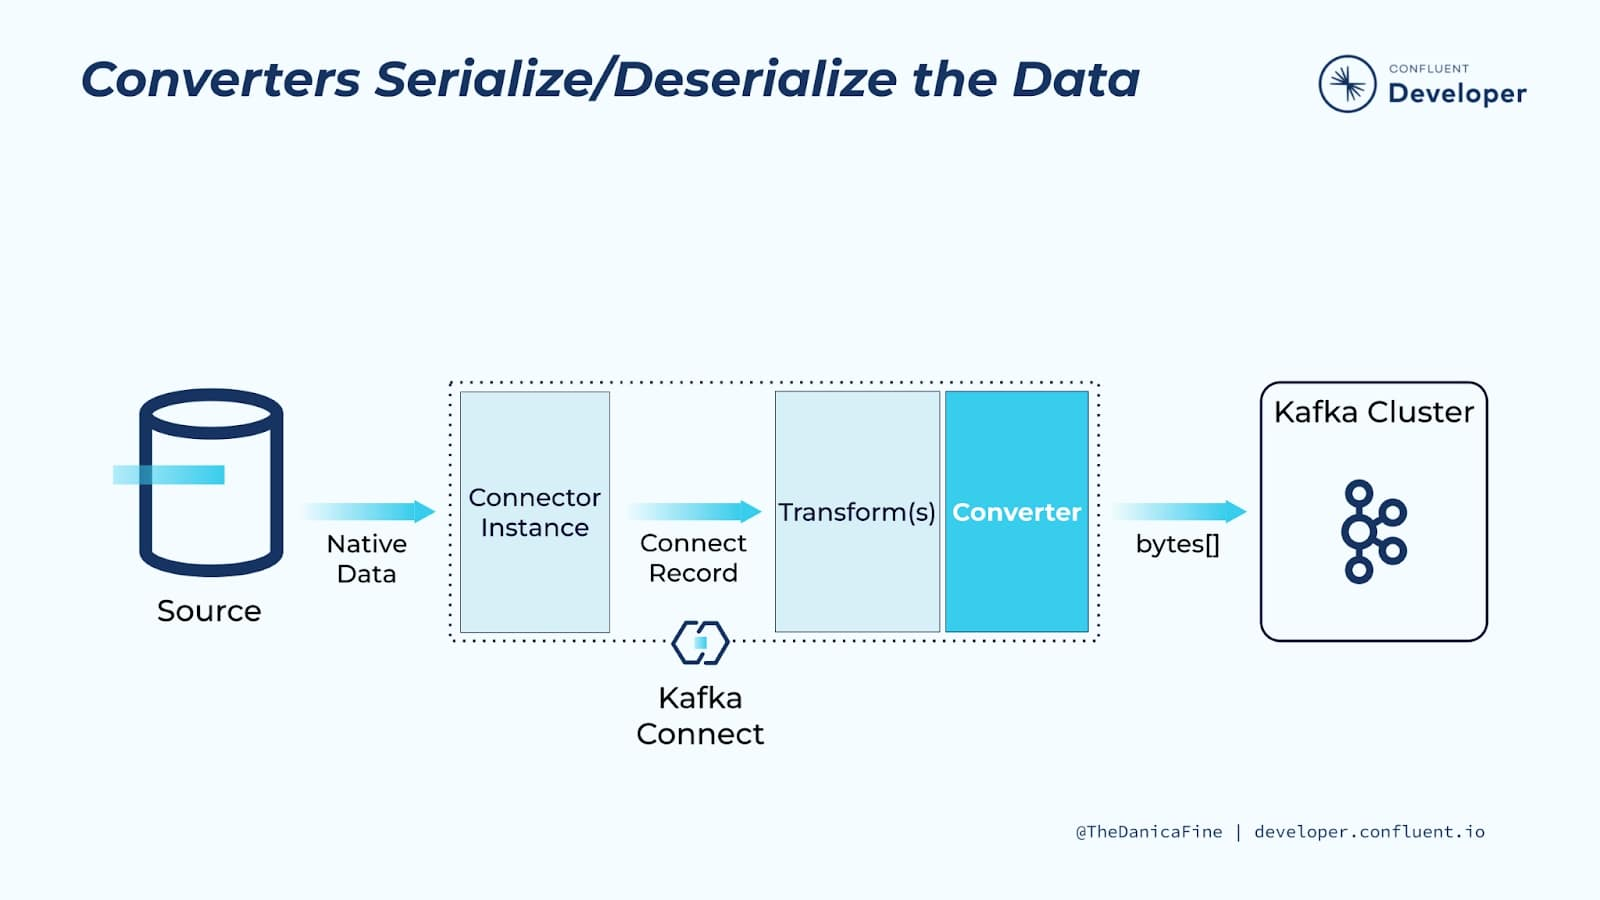 Converters Serialize/Deserialize the Data
CONFLUENT
Developer
Source
Native
Data
Connector
Instance
Connect
Record
Transform(s)
Converter
bytes[]
Kafka Cluster
Kafka
Connect
@TheDanicaFine | developer.confluent.io